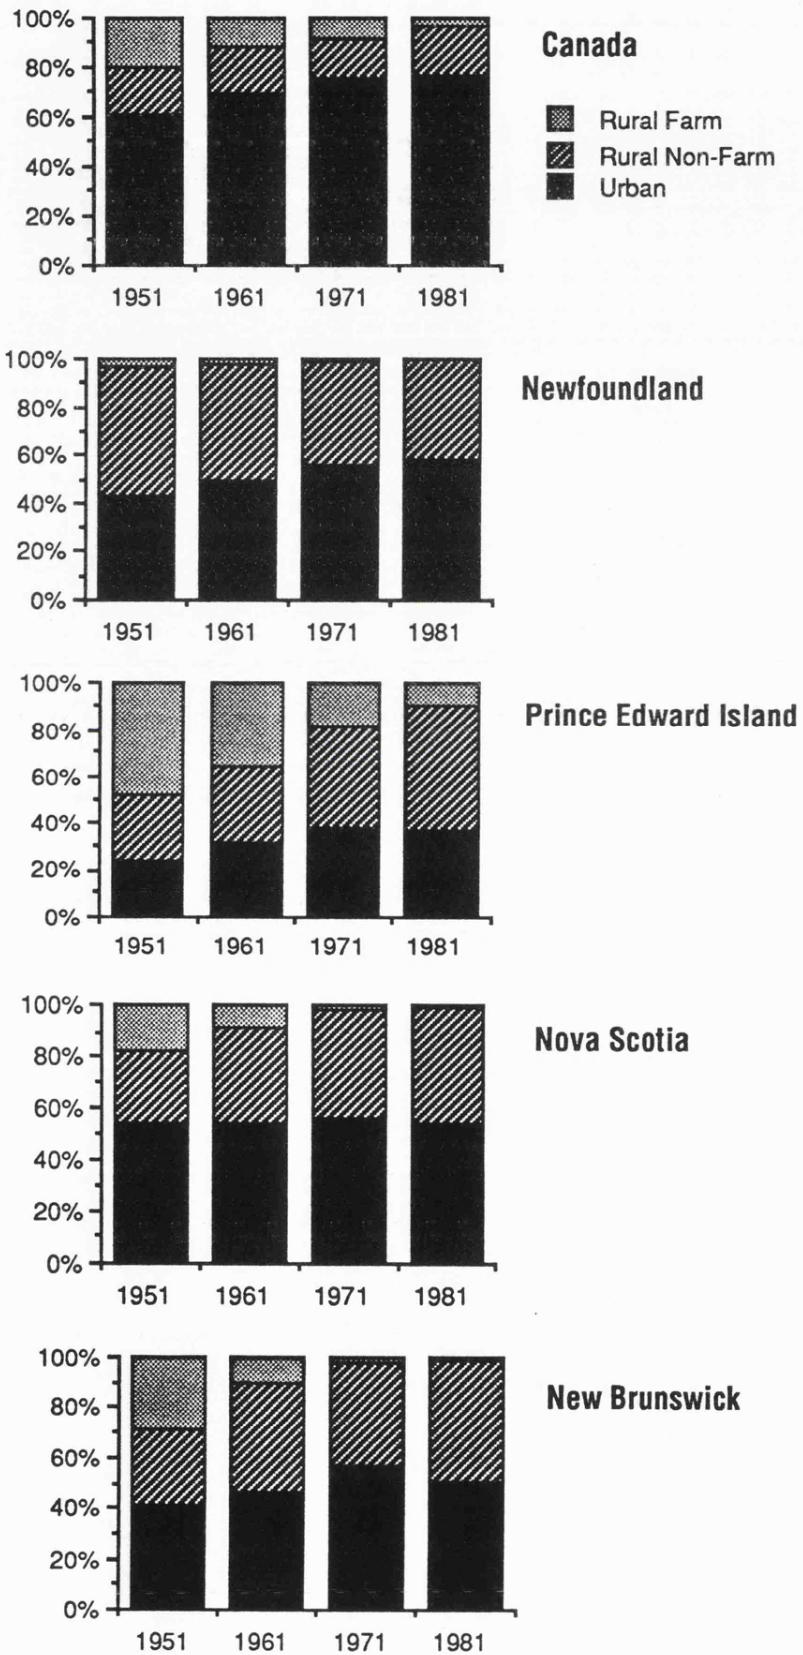 Canada
100%
80%
60%
40%
20%
0%
1951 1961 1971 1981
Rural Farm
Rural Non-Farm
Urban
Newfoundland
100%
80%
60%
40%
20%
0%
1951 1961 1971 1981
Prince Edward Island
100%
80%
60%
40%
20%
0%
1951 1961 1971 1981
Nova Scotia
100%
80%
60%
40%
20%
0%
1951 1961 1971 1981
New Brunswick
100%
80%
60%
40%
20%
0%
1951 1961 1971 1981